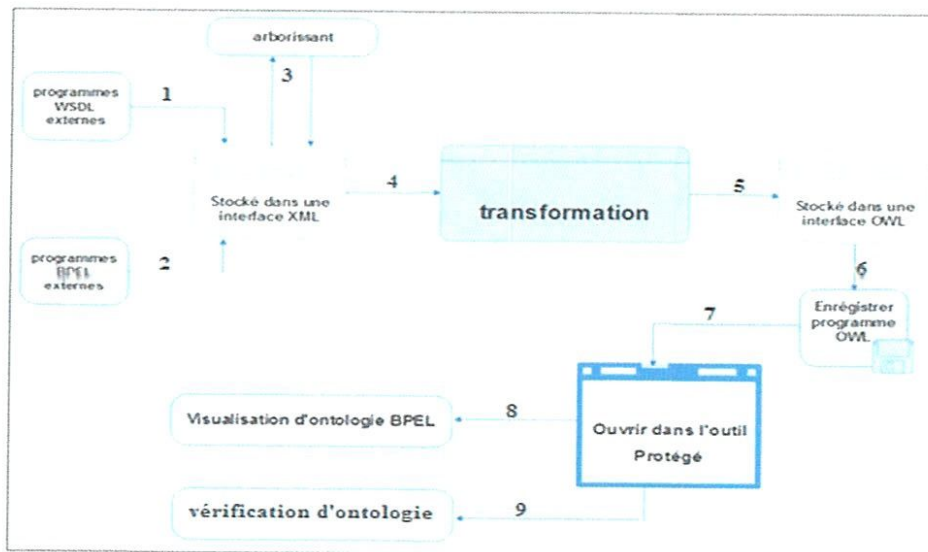 arborissant
3
programmes
WSDL
externes
1
Stocké dans une
interface XML
4
transformation
5
Stocké dans une
interface OWL
programmes
BPEL
externes
2
6
Enrégistrer
programme
OWL
7
Ouvrir dans l'outil
Protégé
8
Visualisation d'ontologie BPEL
9
vérification d'ontologie